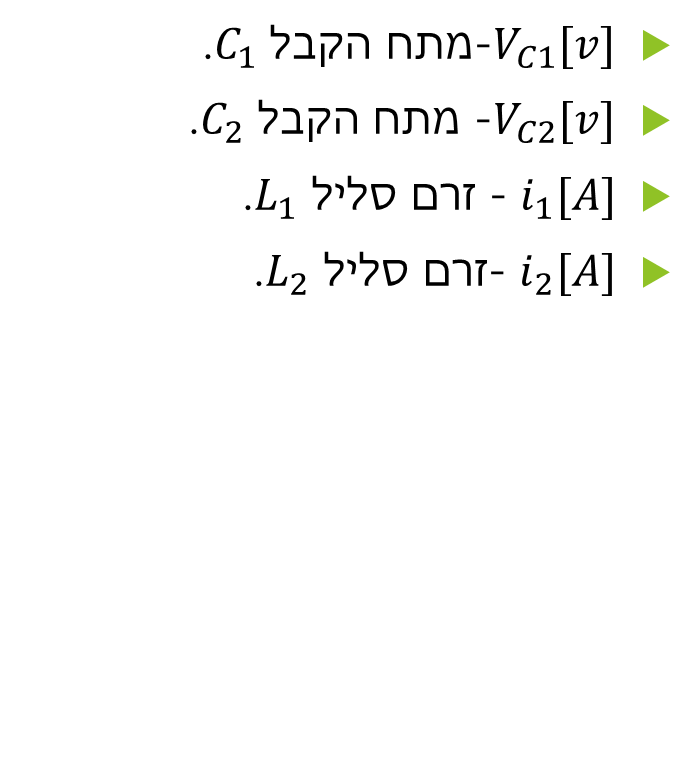 V_{C1}[v]-מתח הקבל C_1.
V_{C2}[v]- מתח הקבל C_2.
i_1[A] - זרם סליל L_1.
i_2[A] -זרם סליל L_2.